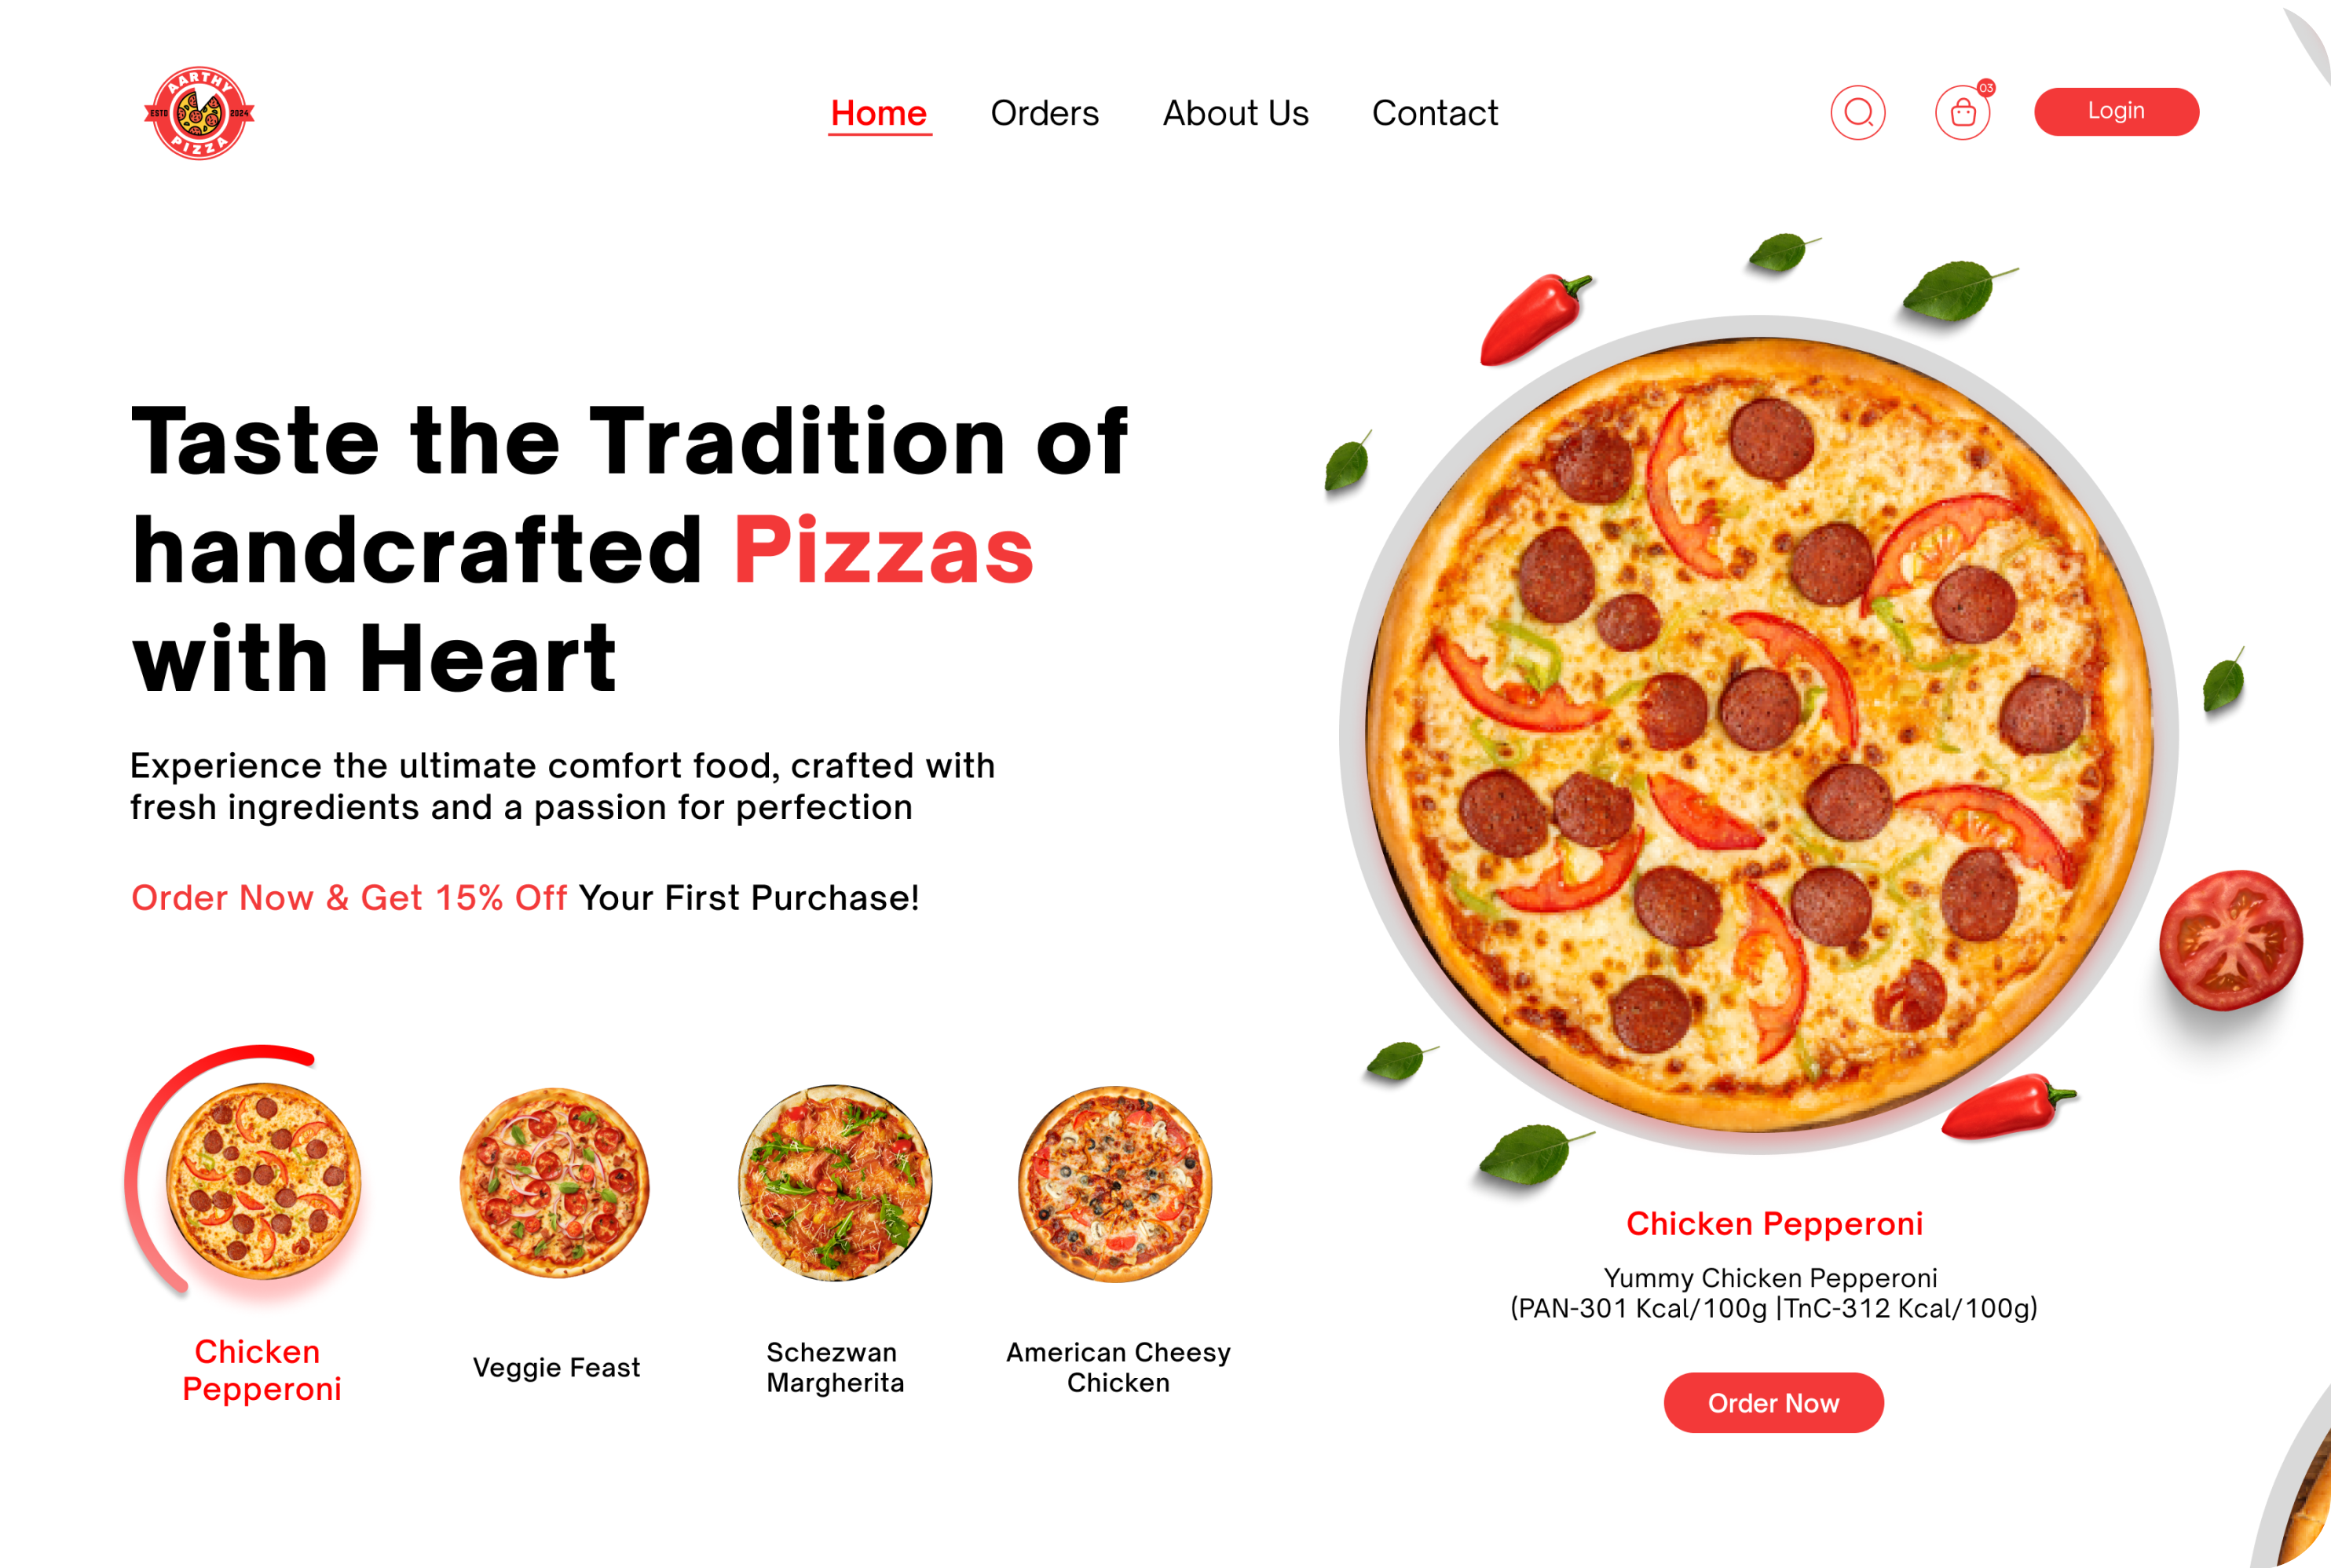 AARTHY
ESTD 2024
PIZZA
Home Orders About Us Contact
03
Login
Taste the Tradition of
handcrafted Pizzas
with Heart
Experience the ultimate comfort food, crafted with
fresh ingredients and a passion for perfection
Order Now & Get 15% Off Your First Purchase!
Chicken
Pepperoni
Veggie Feast
Schezwan
Margherita
American Cheesy
Chicken
Chicken Pepperoni
Yummy Chicken Pepperoni
(PAN-301 Kcal/100g |TnC-312 Kcal/100g)
Order Now